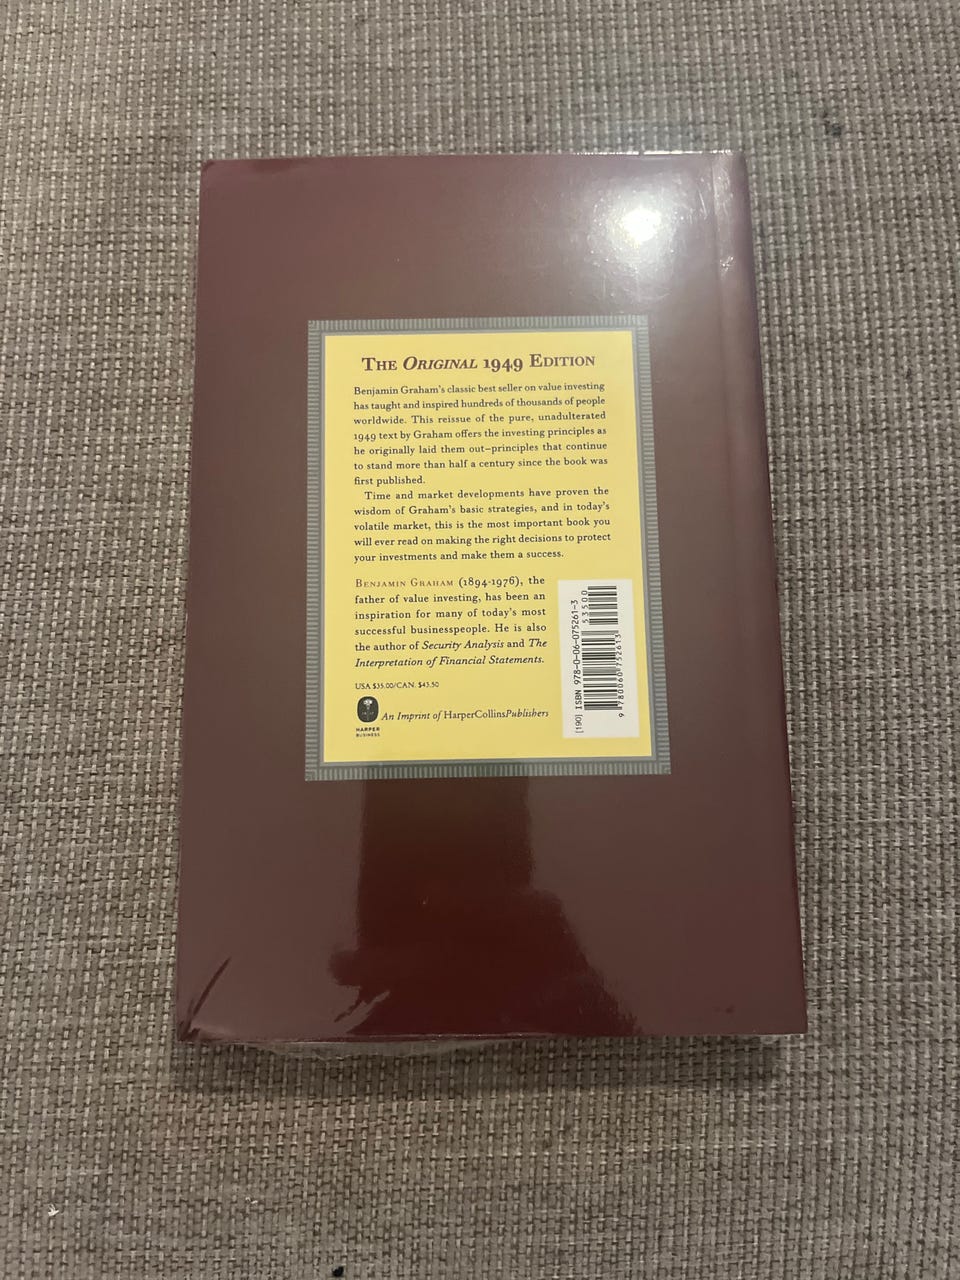 THE ORIGINAL 1949 EDITION
Benjamin Graham's classic best seller on value investing
has taught and inspired hundreds of thousands of people
worldwide. This reissue of the pure, unadulterated
1949 text by Graham offers the investing principles as
he originally laid them out–principles that continue
to stand more than half a century since the book was
first published.
Time and market developments have proven the
wisdom of Graham's basic strategies, and in today's
volatile market, this is the most important book you
will ever read on making the right decisions to protect
your investments and make them a success.
BENJAMIN GRAHAM (1894-1976), the
father of value investing, has been an
inspiration for many of today's most
successful businesspeople. He is also
the author of Security Analysis and The
Interpretation of Financial Statements.
USA $35.00/CAN. $43.50
HARPER
BUSINESS
An Imprint of HarperCollinsPublishers
[190] ISBN 978-0-06-075261-3
53500
9 780060 752613